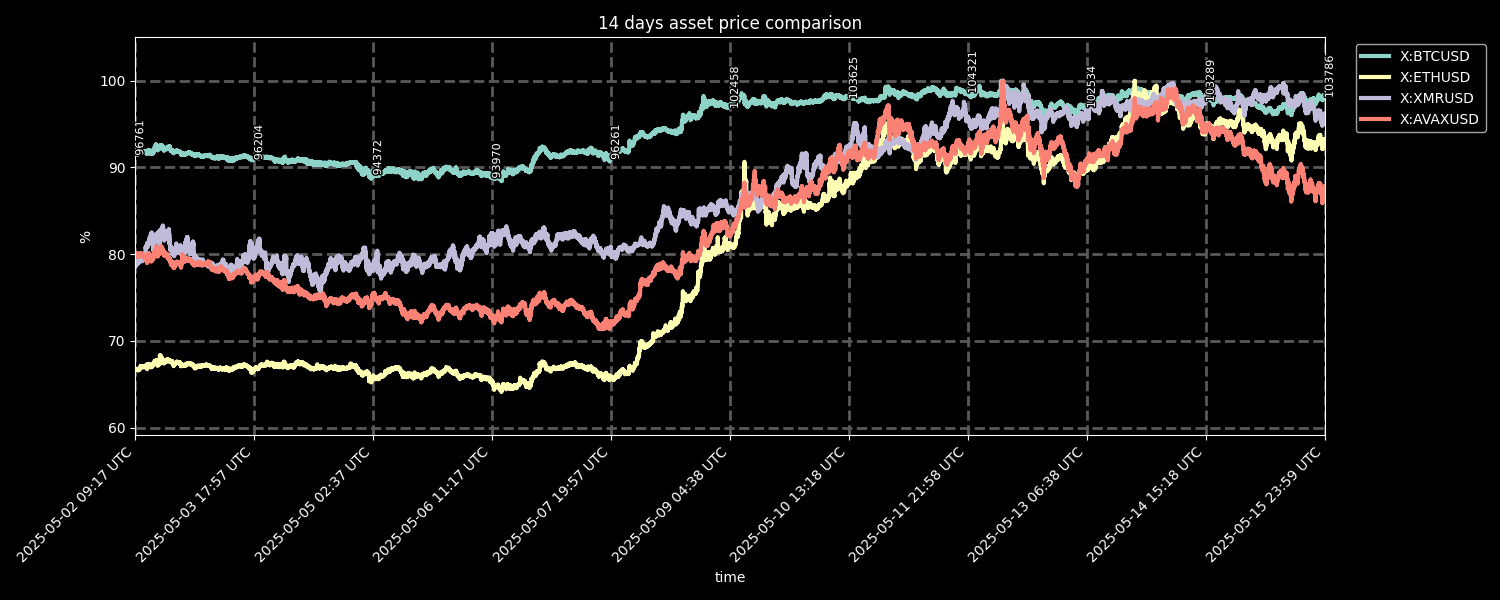 14 days asset price comparison
X:BTCUSD
X:ETHUSD
X:XMRUSD
X:AVAXUSD
%
100
90
80
70
60
96761
96204
94372
93970
96261
102458
103625
104321
102534
103289
103786
2025-05-02 09:17 UTC
2025-05-03 17:57 UTC
2025-05-05 02:37 UTC
2025-05-06 11:17 UTC
2025-05-07 19:57 UTC
2025-05-09 04:38 UTC
2025-05-10 13:18 UTC
2025-05-11 21:58 UTC
2025-05-13 06:38 UTC
2025-05-14 15:18 UTC
2025-05-15 23:59 UTC
time